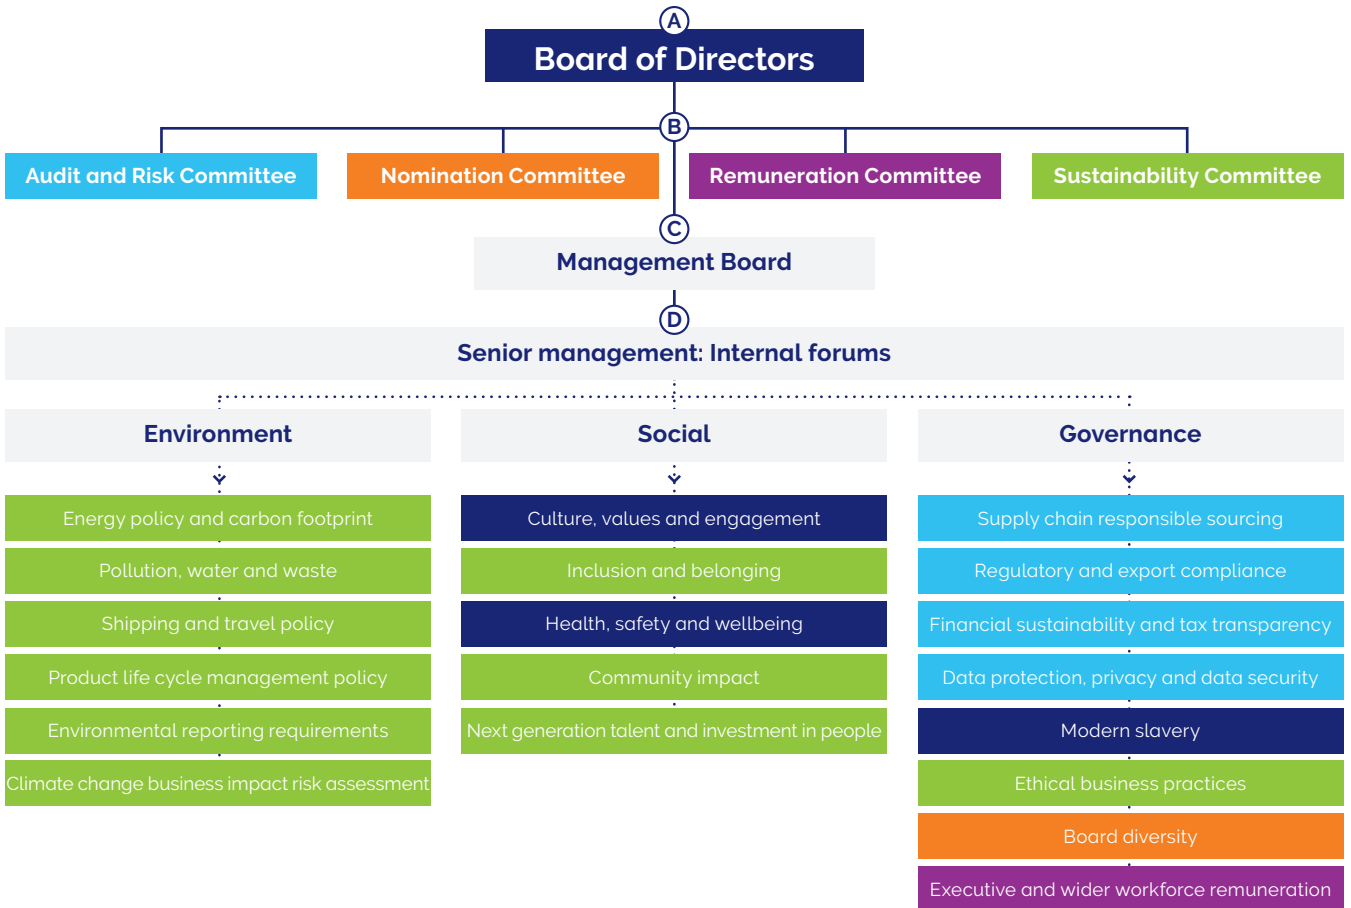 A
Board of Directors
B
Audit and Risk Committee
Nomination Committee
Remuneration Committee
Sustainability Committee
C
Management Board
D
Senior management: Internal forums
Environment
Social
Governance
Energy policy and carbon footprint
Pollution, water and waste
Shipping and travel policy
Product life cycle management policy
Environmental reporting requirements
Climate change business impact risk assessment
Culture, values and engagement
Inclusion and belonging
Health, safety and wellbeing
Community impact
Next generation talent and investment in people
Supply chain responsible sourcing
Regulatory and export compliance
Financial sustainability and tax transparency
Data protection, privacy and data security
Modern slavery
Ethical business practices
Board diversity
Executive and wider workforce remuneration